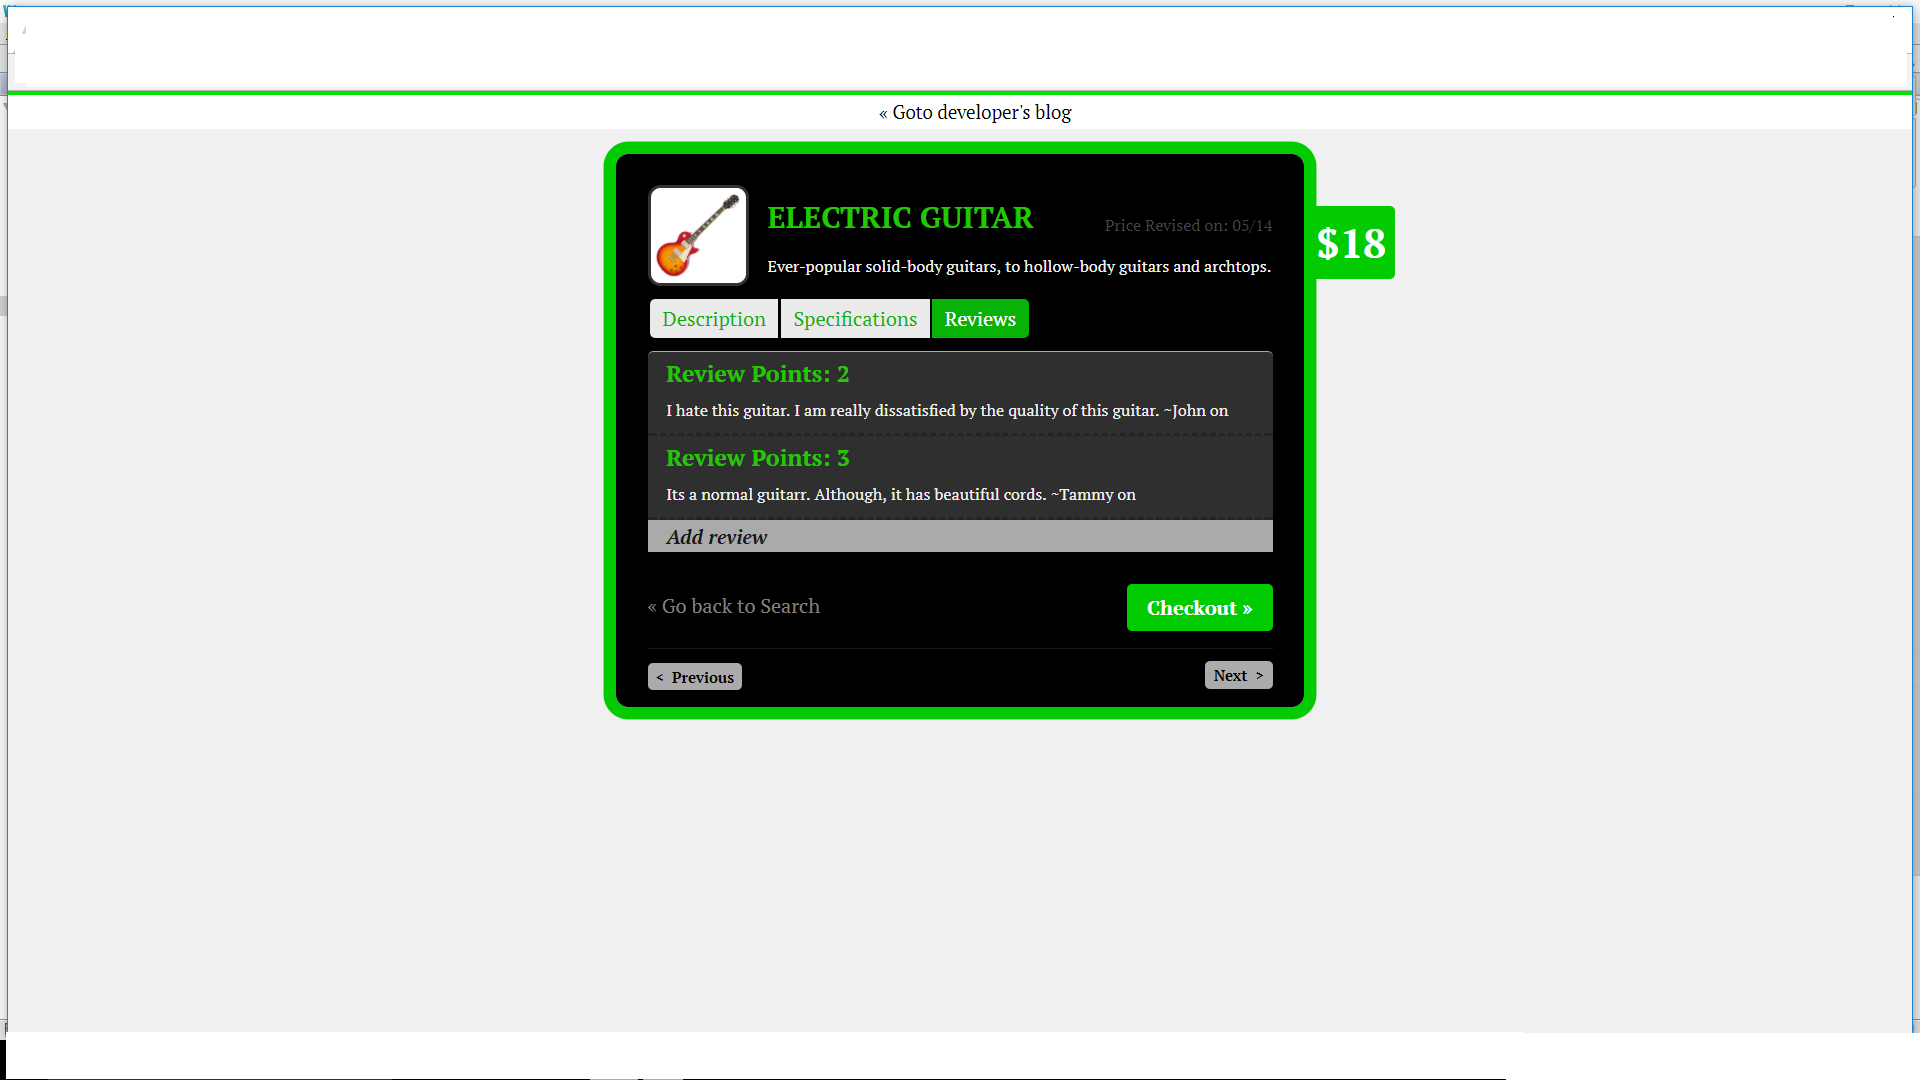 « Goto developer's blog
ELECTRIC GUITAR
Price Revised on: 05/14
$18
Ever-popular solid-body guitars, to hollow-body guitars and archtops.
Description
Specifications
Reviews
Review Points: 2
I hate this guitar. I am really dissatisfied by the quality of this guitar. ~John on
Review Points: 3
Its a normal guitarr. Although, it has beautiful cords. ~Tammy on
Add review
« Go back to Search
Checkout »
< Previous
Next >